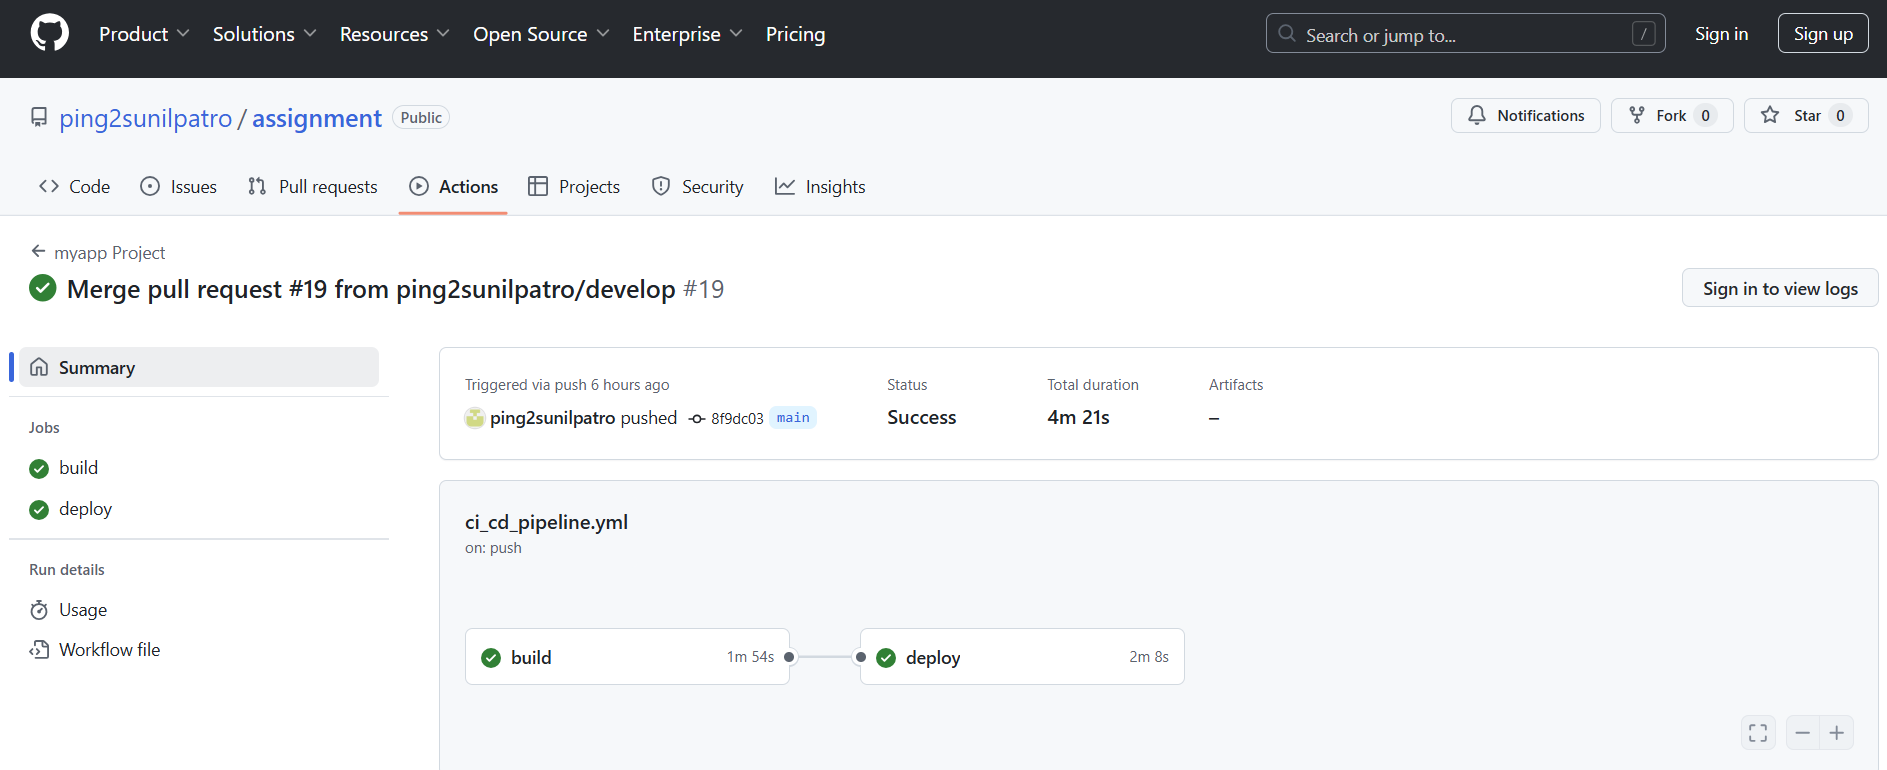 Product Solutions Resources Open Source Enterprise Pricing Search or jump to... / Sign in Sign up
ping2sunilpatro / assignment Public Notifications Fork 0 Star 0
Code Issues Pull requests Actions Projects Security Insights
myapp Project
Merge pull request #19 from ping2sunilpatro/develop #19 Sign in to view logs
Summary
Jobs
build
deploy
Run details
Usage
Workflow file
Triggered via push 6 hours ago Status Total duration Artifacts
ping2sunilpatro pushed 8f9dc03 main Success 4m 21s –
ci_cd_pipeline.yml
on: push
build 1m 54s deploy 2m 8s